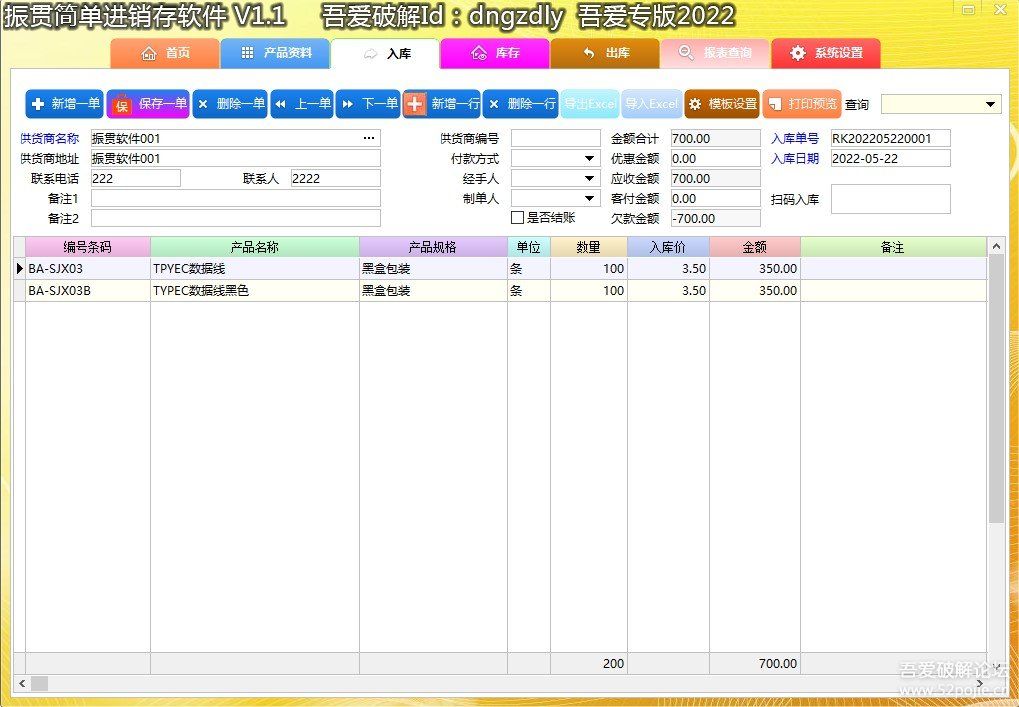 振贯简单进销存软件 V1.1 吾爱破解Id：dngzdly 吾爱专版2022
首页 产品资料 入库 库存 出库 报表查询 系统设置
新增一单 保 保存一单 删除一单 上一单 下一单 新增一行 删除一行 导出Excel 导入Excel 模板设置 打印预览 查询
供货商名称 振贯软件001 ... 供货商编号 金额合计 700.00 入库单号 RK202205220001
供货商地址 振贯软件001 付款方式 优惠金额 0.00 入库日期 2022-05-22
联系电话 222 联系人 2222 经手人 应收金额 700.00
备注1 制单人 客付金额 0.00 扫码入库
备注2 是否结账 欠款金额 -700.00
编号条码 产品名称 产品规格 单位 数量 入库价 金额 备注
BA-SJX03 TPYEC数据线 黑盒包装 条 100 3.50 350.00
BA-SJX03B TYPEC数据线黑色 黑盒包装 条 100 3.50 350.00
200 700.00
吾爱破解论坛
www.52pojie.cn